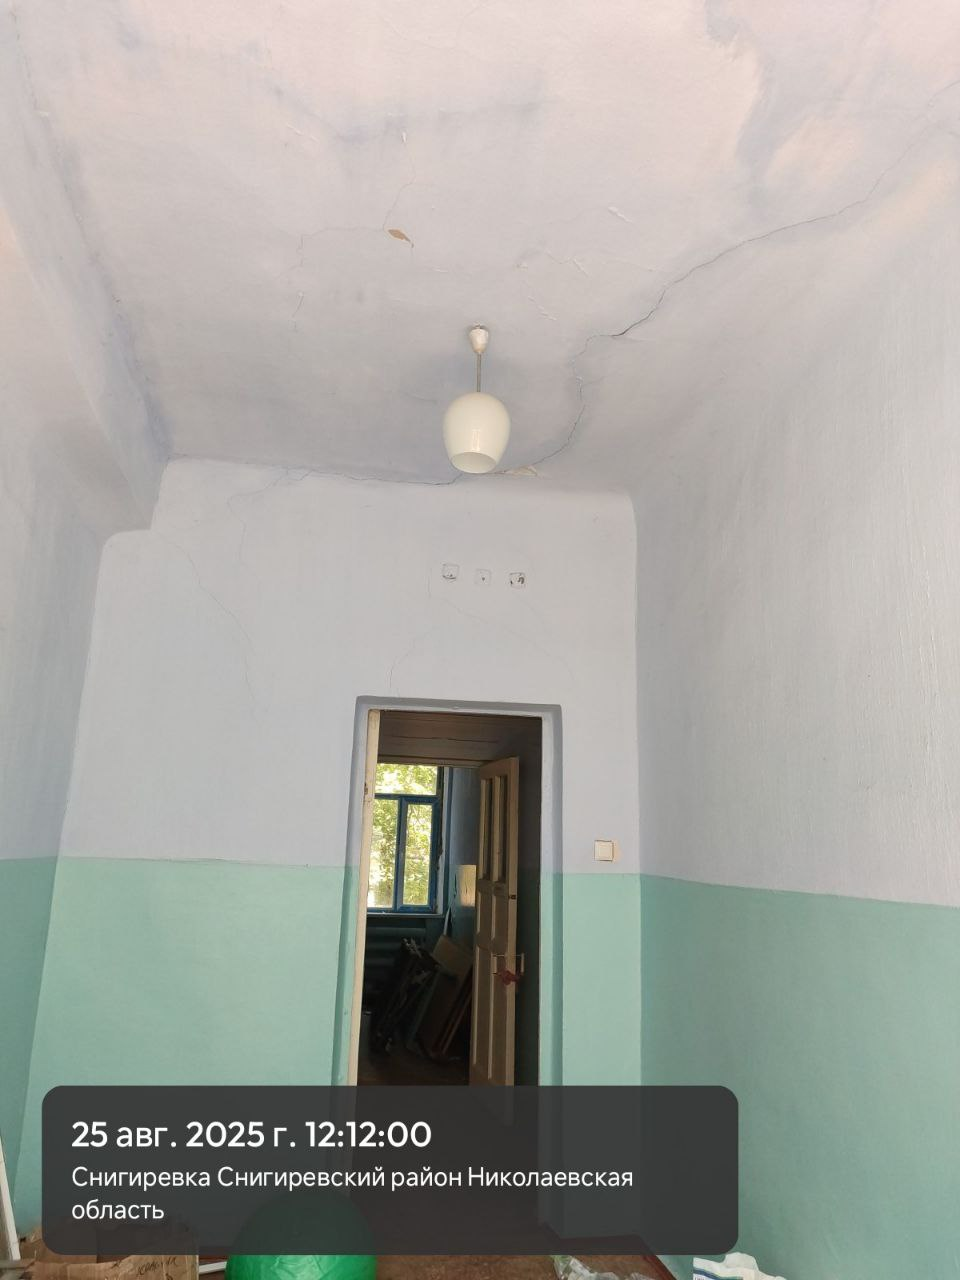 25 авг. 2025 г. 12:12:00
Снигиревка Снигиревский район Николаевская
область